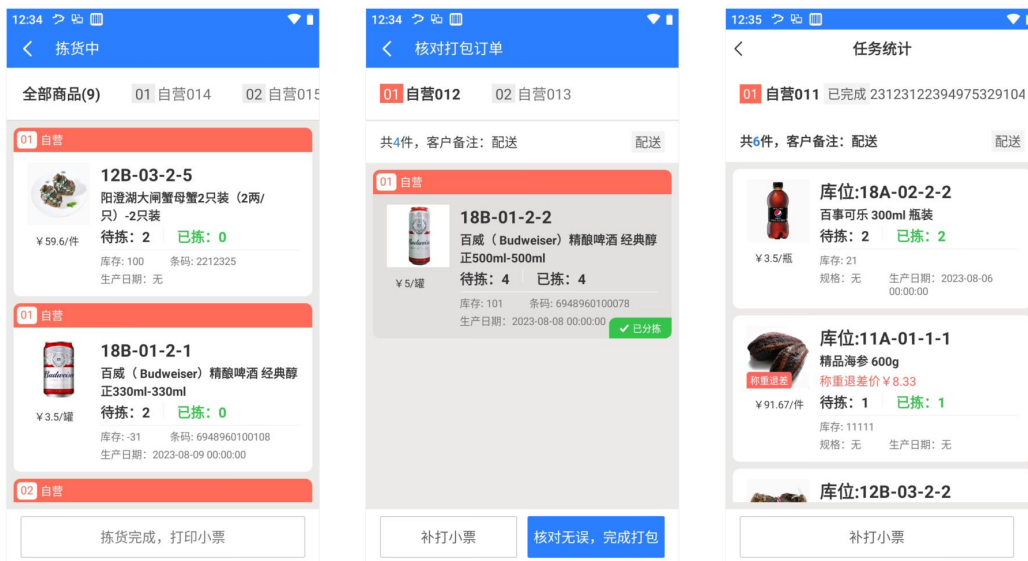 12:34
拣货中
全部商品(9) 01 自营014 02 自营015
01 自营
12B-03-2-5
阳澄湖大闸蟹母蟹2只装（2两/
只）-2只装
¥59.6/件
待拣：2 已拣：0
库存: 100 条码: 2212325
生产日期：无
01 自营
18B-01-2-1
百威（Budweiser）精酿啤酒 经典醇
正330ml-330ml
¥3.5/罐
待拣：2 已拣：0
库存: -31 条码: 6948960100108
生产日期：2023-08-09 00:00:00
02 自营
拣货完成，打印小票
12:34
核对打包订单
01 自营012 02 自营013
共4件，客户备注：配送 配送
01 自营
18B-01-2-2
百威（Budweiser）精酿啤酒 经典醇
正500ml-500ml
¥5/罐
待拣：4 已拣：4
库存: 101 条码: 6948960100078
生产日期：2023-08-08 00:00:00
已分拣
补打小票 核对无误，完成打包
12:35
任务统计
01 自营011 已完成 23123122394975329104
共6件，客户备注：配送 配送
库位:18A-02-2-2
百事可乐 300ml 瓶装
待拣：2 已拣：2
¥3.5/瓶
库存: 21
规格：无 生产日期：2023-08-06
00:00:00
库位:11A-01-1-1
精品海参 600g
称重退差
称重退差价¥8.33
¥91.67/件
待拣：1 已拣：1
库存: 11111
规格：无 生产日期：无
库位:12B-03-2-2
补打小票